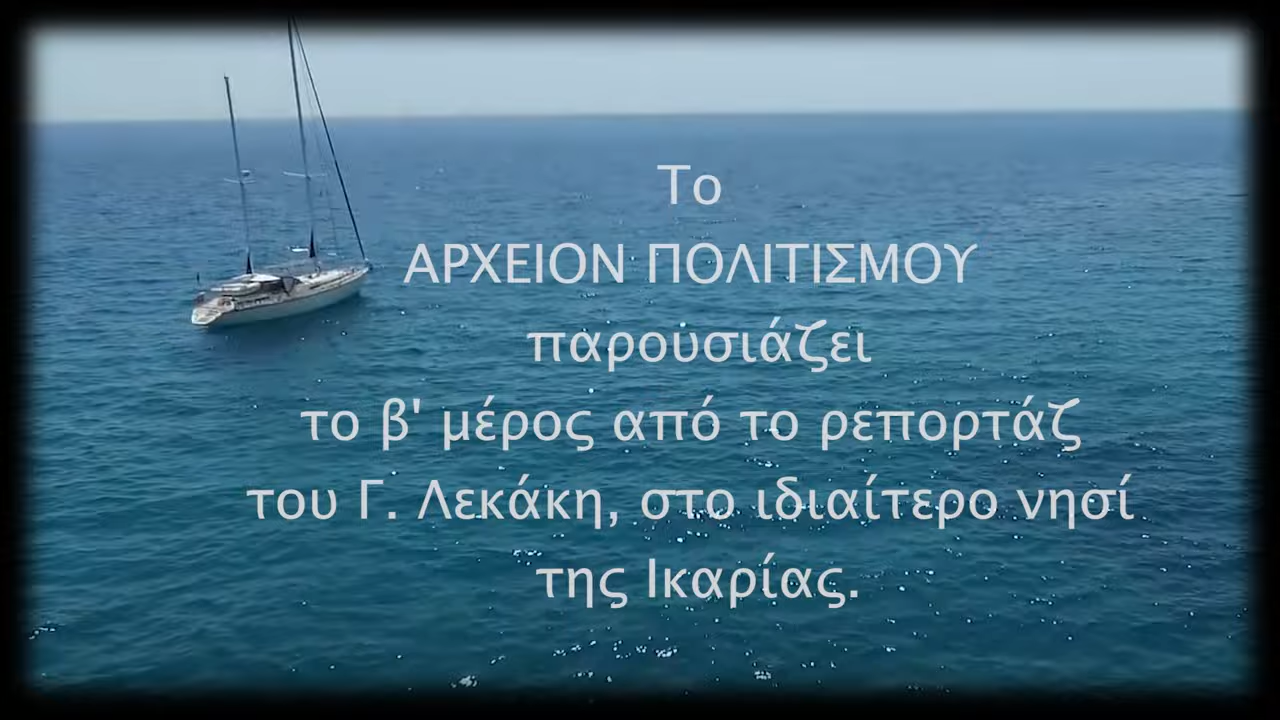 Το
ΑΡΧΕΙΟΝ ΠΟΛΙΤΙΣΜΟΥ
παρουσιάζει
το β' μέρος από το ρεπορτάζ
του Γ. Λεκάκη, στο ιδιαίτερο νησί
της Ικαρίας.